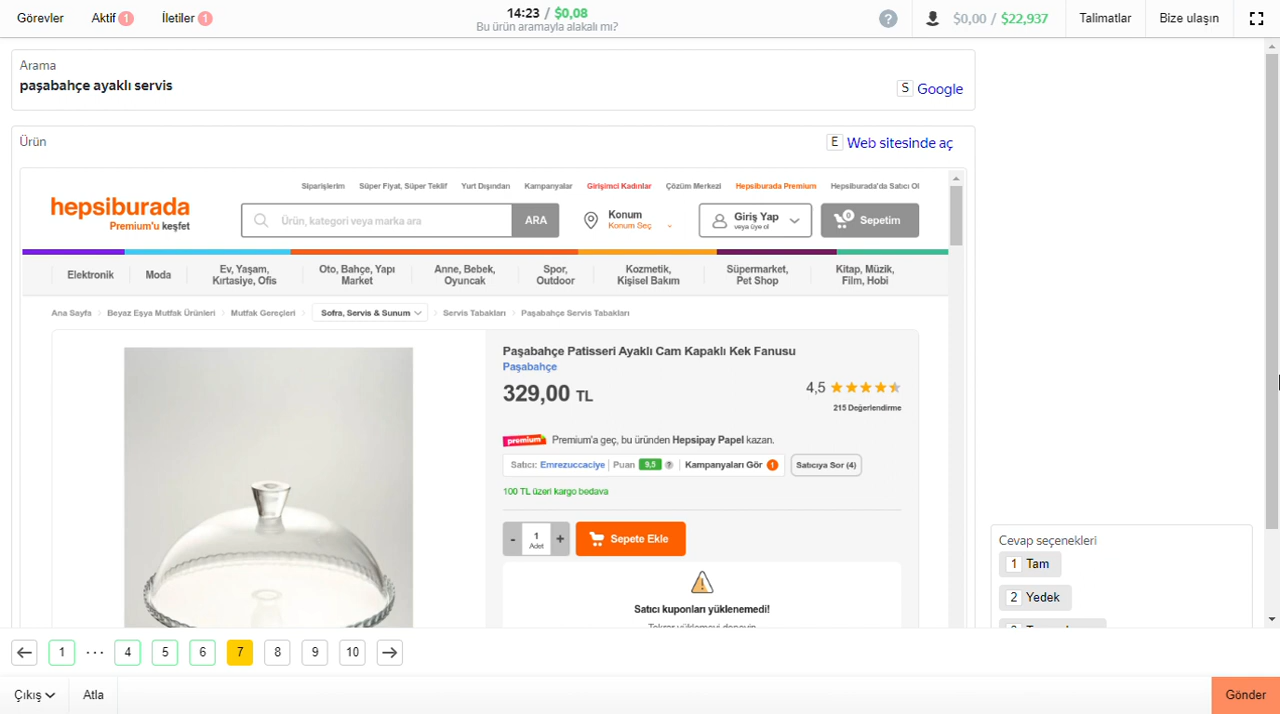 Görevler Aktif 1 İletiler 1 14:23 / $0,08 ? $0,00 / $22,937 Talimatlar Bize ulaşın
Bu ürün aramayla alakalı mı?
Arama
paşabahçe ayaklı servis
S Google
Ürün
E Web sitesinde aç
Siparişlerim Süper Fiyat, Süper Teklif Yurt Dışından Kampanyalar Girişimci Kadınlar Çözüm Merkezi Hepsiburada Premium Hepsiburada'da Satıcı Ol
hepsiburada
Premium'u keşfet
Ürün, kategori veya marka ara ARA
Konum
Konum Seç
Giriş Yap
veya üye ol
0 Sepetim
Elektronik
Moda
Ev, Yaşam,
Kırtasiye, Ofis
Oto, Bahçe, Yapı
Market
Anne, Bebek,
Oyuncak
Spor,
Outdoor
Kozmetik,
Kişisel Bakım
Süpermarket,
Pet Shop
Kitap, Müzik,
Film, Hobi
Ana Sayfa Beyaz Eşya Mutfak Ürünleri Mutfak Gereçleri Sofra, Servis & Sunum Servis Tabakları Paşabahçe Servis Tabakları
Paşabahçe Patisseri Ayaklı Cam Kapaklı Kek Fanusu
Paşabahçe
329,00 TL
4,5
215 Değerlendirme
premium Premium'a geç, bu üründen Hepsipay Papel kazan.
Satıcı: Emrezuccaciye Puan 9,5 ? Kampanyaları Gör 1 Satıcıya Sor (4)
100 TL üzeri kargo bedava
- 1 +
Adet
Sepete Ekle
Satıcı kuponları yüklenemedi!
Tekrar yüklemeyi deneyin
Cevap seçenekleri
1 Tam
2 Yedek
1 ··· 4 5 6 7 8 9 10
Çıkış Atla Gönder